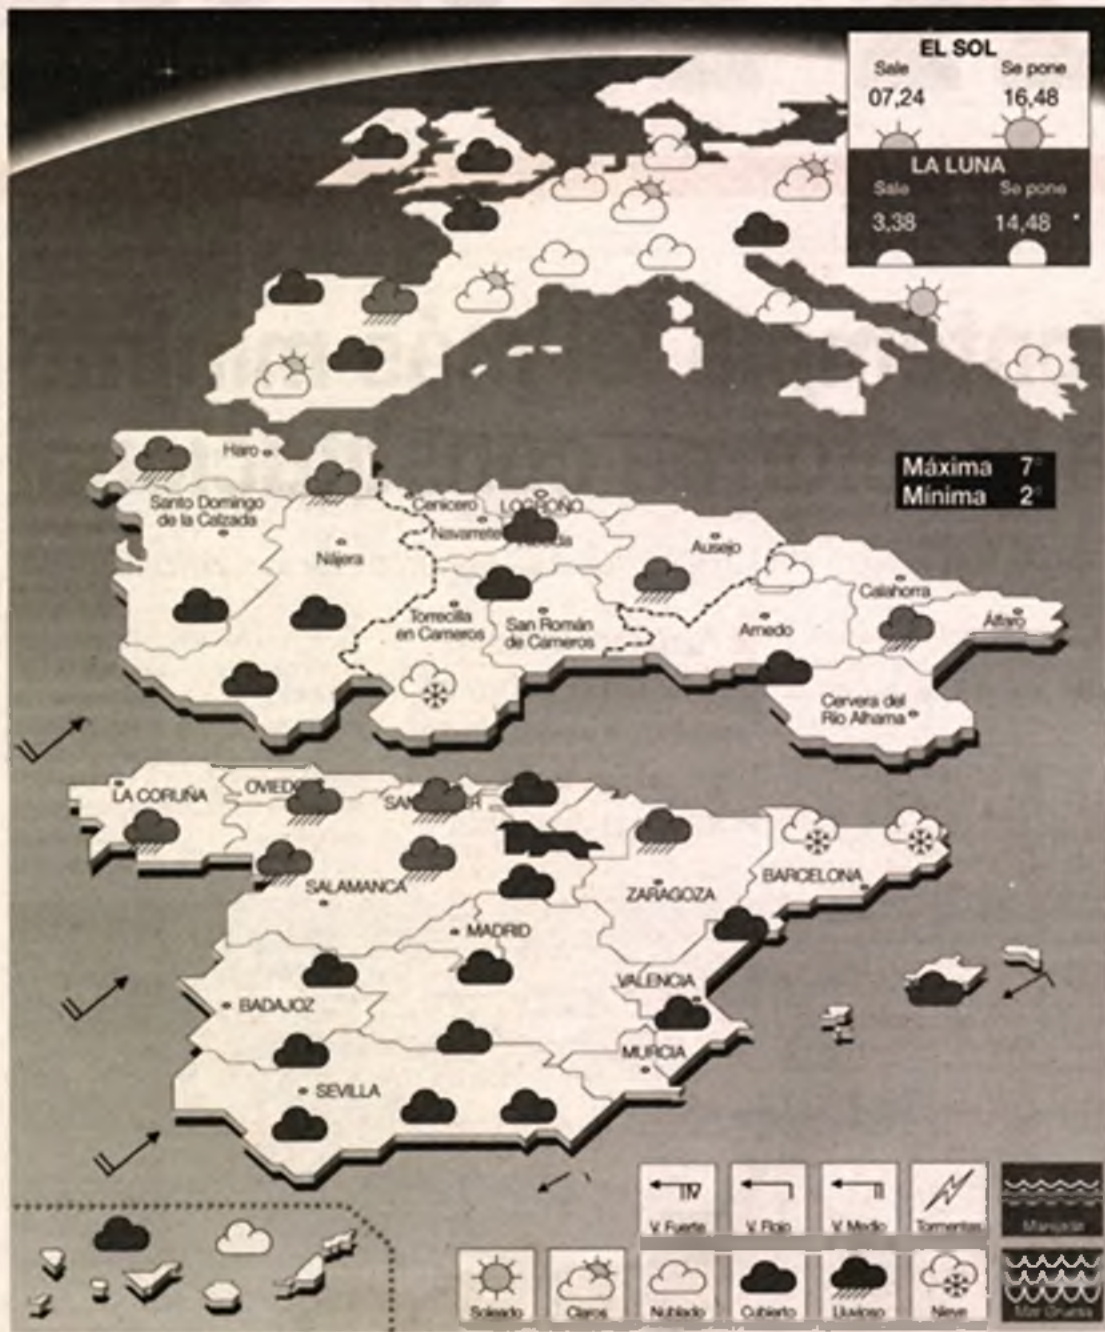 EL SOL
Sale Se pone
07,24 16,48
LA LUNA
Sale Se pone
3,38 14,48
Máxima 7°
Mínima 2°
Haro
Santo Domingo
de la Calzada
Cenicero
LOGROÑO
Navarrete
Nájera
Ausejo
Calahorra
Torrecilla
en Cameros
San Román
de Cameros
Arnedo
Alfaro
Cervera del
Río Alhama
LA CORUÑA
OVIEDO
SALAMANCA
ZARAGOZA
BARCELONA
MADRID
VALENCIA
BADAJOZ
MURCIA
SEVILLA
V. Fuerte
V. Flojo
V. Medio
Tormentas
Marejada
Soleado
Claros
Nublado
Cubierto
Lluvioso
Nieve
Mar Gruesa